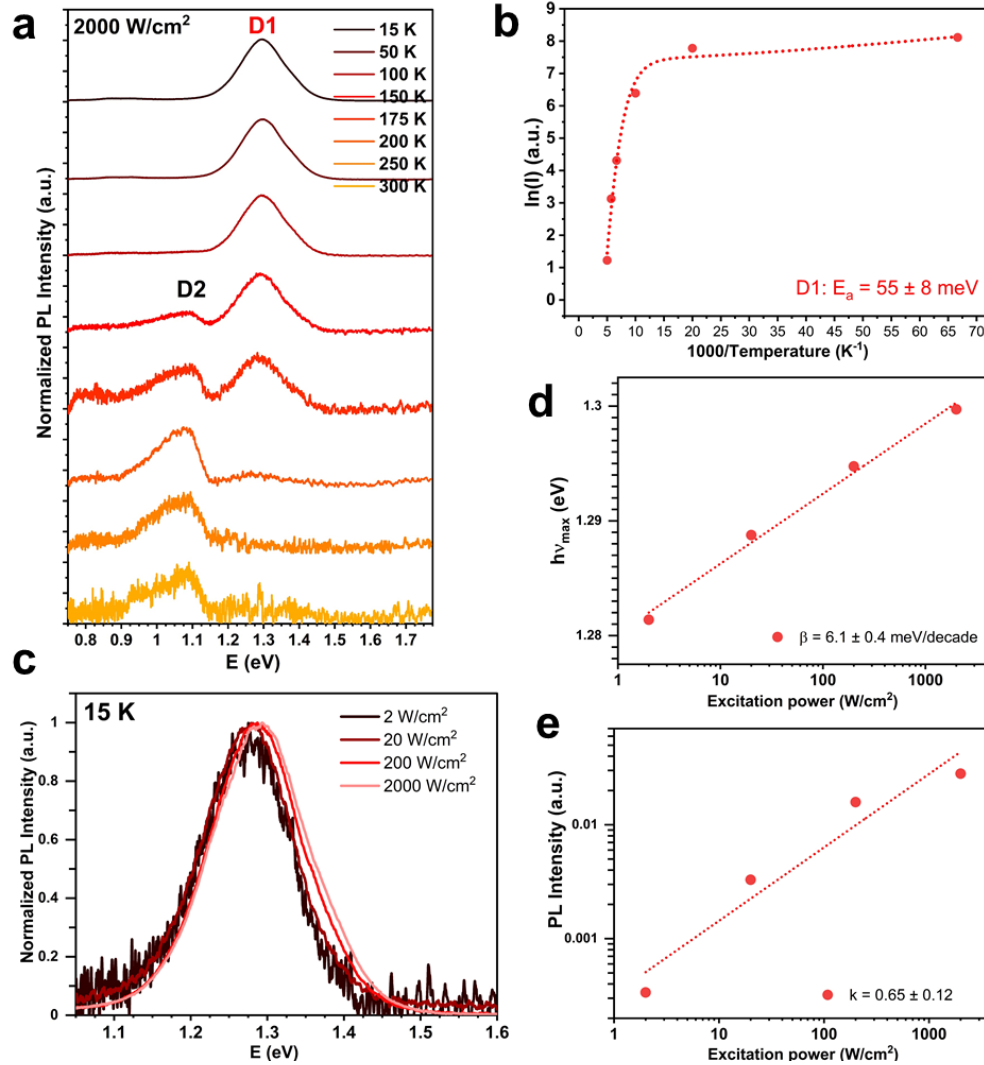 a
2000 W/cm²
D1
15 K
50 K
100 K
150 K
175 K
200 K
250 K
300 K
D2
Normalized PL Intensity (a.u.)
0.8 0.9 1 1.1 1.2 1.3 1.4 1.5 1.6 1.7
E (eV)
b
9
8
7
6
5
4
3
2
1
0
ln(I) (a.u.)
D1: Eₐ = 55 ± 8 meV
0 5 10 15 20 25 30 35 40 45 50 55 60 65 70
1000/Temperature (K⁻¹)
c
15 K
2 W/cm²
20 W/cm²
200 W/cm²
2000 W/cm²
1
0.8
0.6
0.4
0.2
0
Normalized PL Intensity (a.u.)
1.1 1.2 1.3 1.4 1.5 1.6
E (eV)
d
1.3
1.29
1.28
hνmax (eV)
β = 6.1 ± 0.4 meV/decade
1 10 100 1000
Excitation power (W/cm²)
e
0.01
0.001
PL Intensity (a.u.)
k = 0.65 ± 0.12
1 10 100 1000
Excitation power (W/cm²)